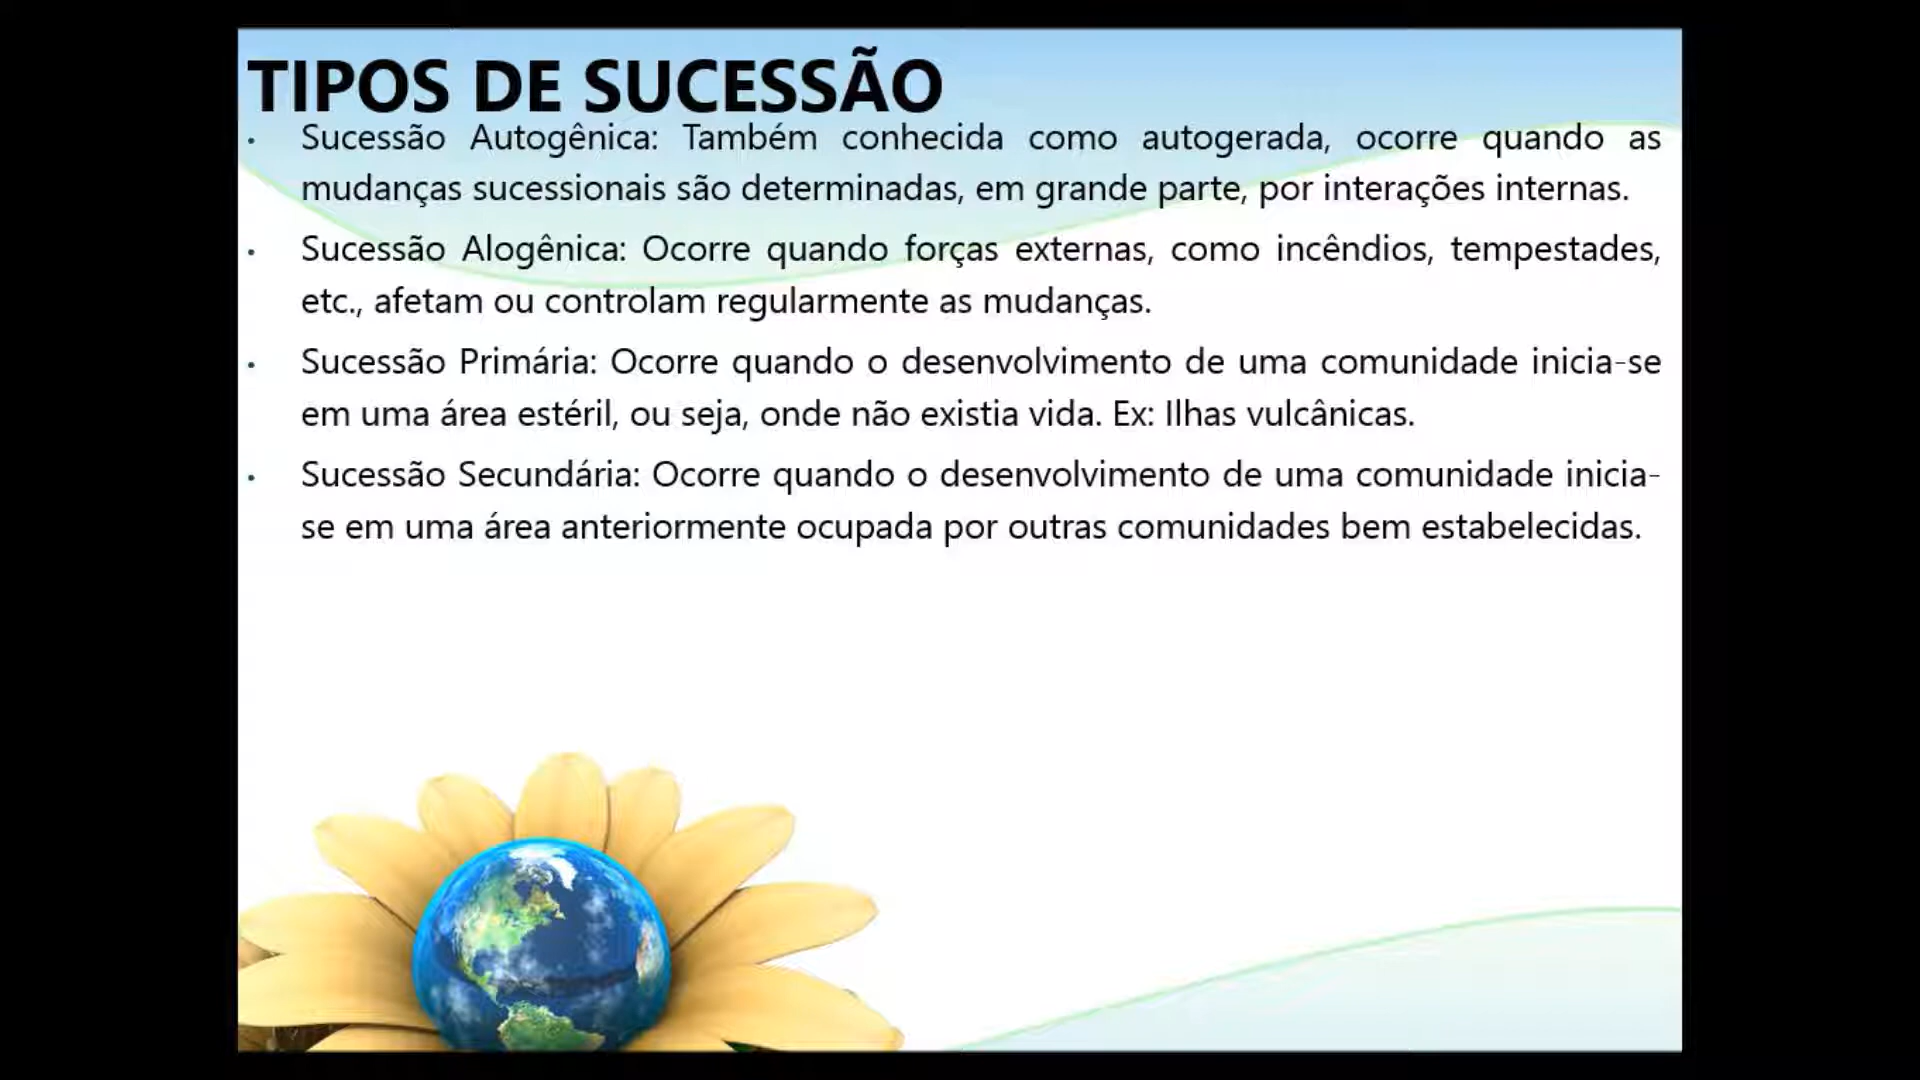 TIPOS DE SUCESSÃO
• Sucessão Autogênica: Também conhecida como autogerada, ocorre quando as
mudanças sucessionais são determinadas, em grande parte, por interações internas.
• Sucessão Alogênica: Ocorre quando forças externas, como incêndios, tempestades,
etc., afetam ou controlam regularmente as mudanças.
• Sucessão Primária: Ocorre quando o desenvolvimento de uma comunidade inicia-se
em uma área estéril, ou seja, onde não existia vida. Ex: Ilhas vulcânicas.
• Sucessão Secundária: Ocorre quando o desenvolvimento de uma comunidade inicia-
se em uma área anteriormente ocupada por outras comunidades bem estabelecidas.